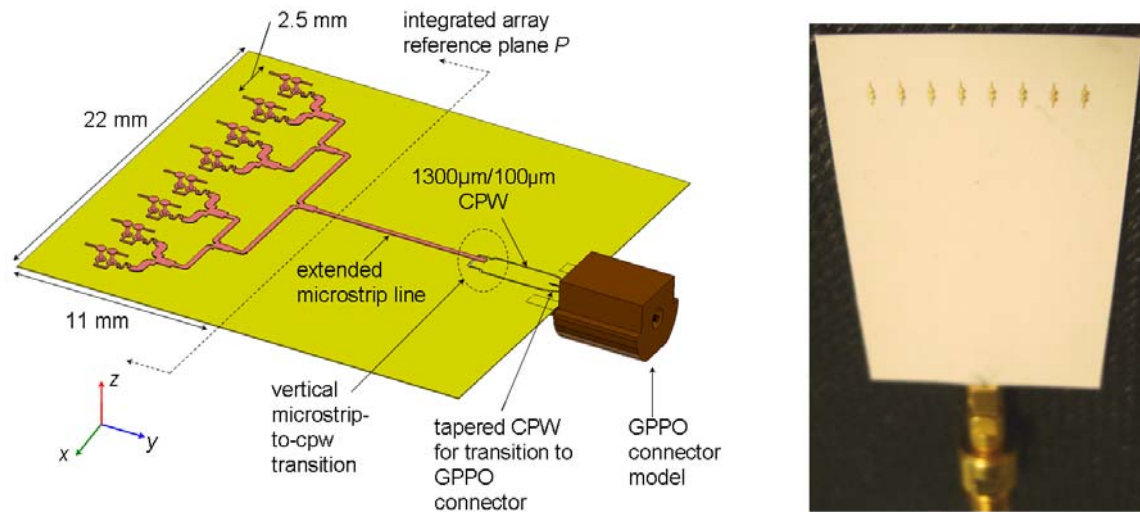 2.5 mm
integrated array
reference plane P
22 mm
1300µm/100µm
CPW
extended
microstrip line
11 mm
z
y
x
vertical
microstrip-
to-cpw
transition
tapered CPW
for transition to
GPPO
connector
GPPO
connector
model